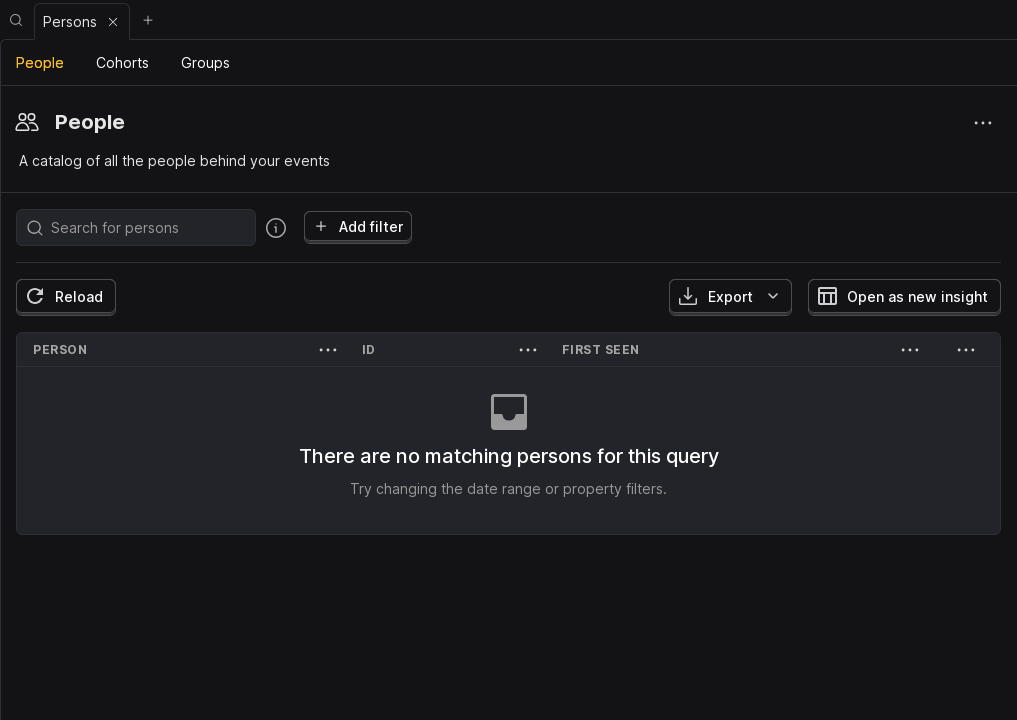 Persons
People
Cohorts
Groups
People
A catalog of all the people behind your events
Search for persons
Add filter
Reload
Export
Open as new insight
PERSON
ID
FIRST SEEN
There are no matching persons for this query
Try changing the date range or property filters.